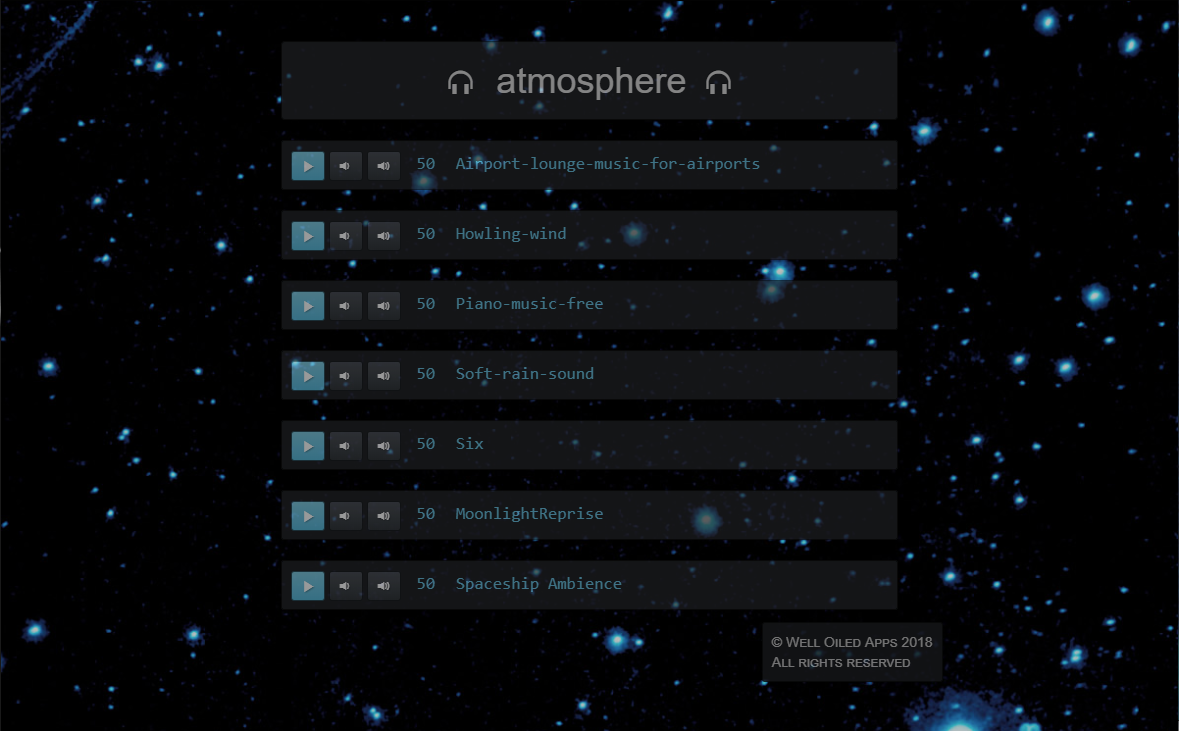 atmosphere
50 Airport-lounge-music-for-airports
50 Howling-wind
50 Piano-music-free
50 Soft-rain-sound
50 Six
50 MoonlightReprise
50 Spaceship Ambience
© Well Oiled Apps 2018
All rights reserved